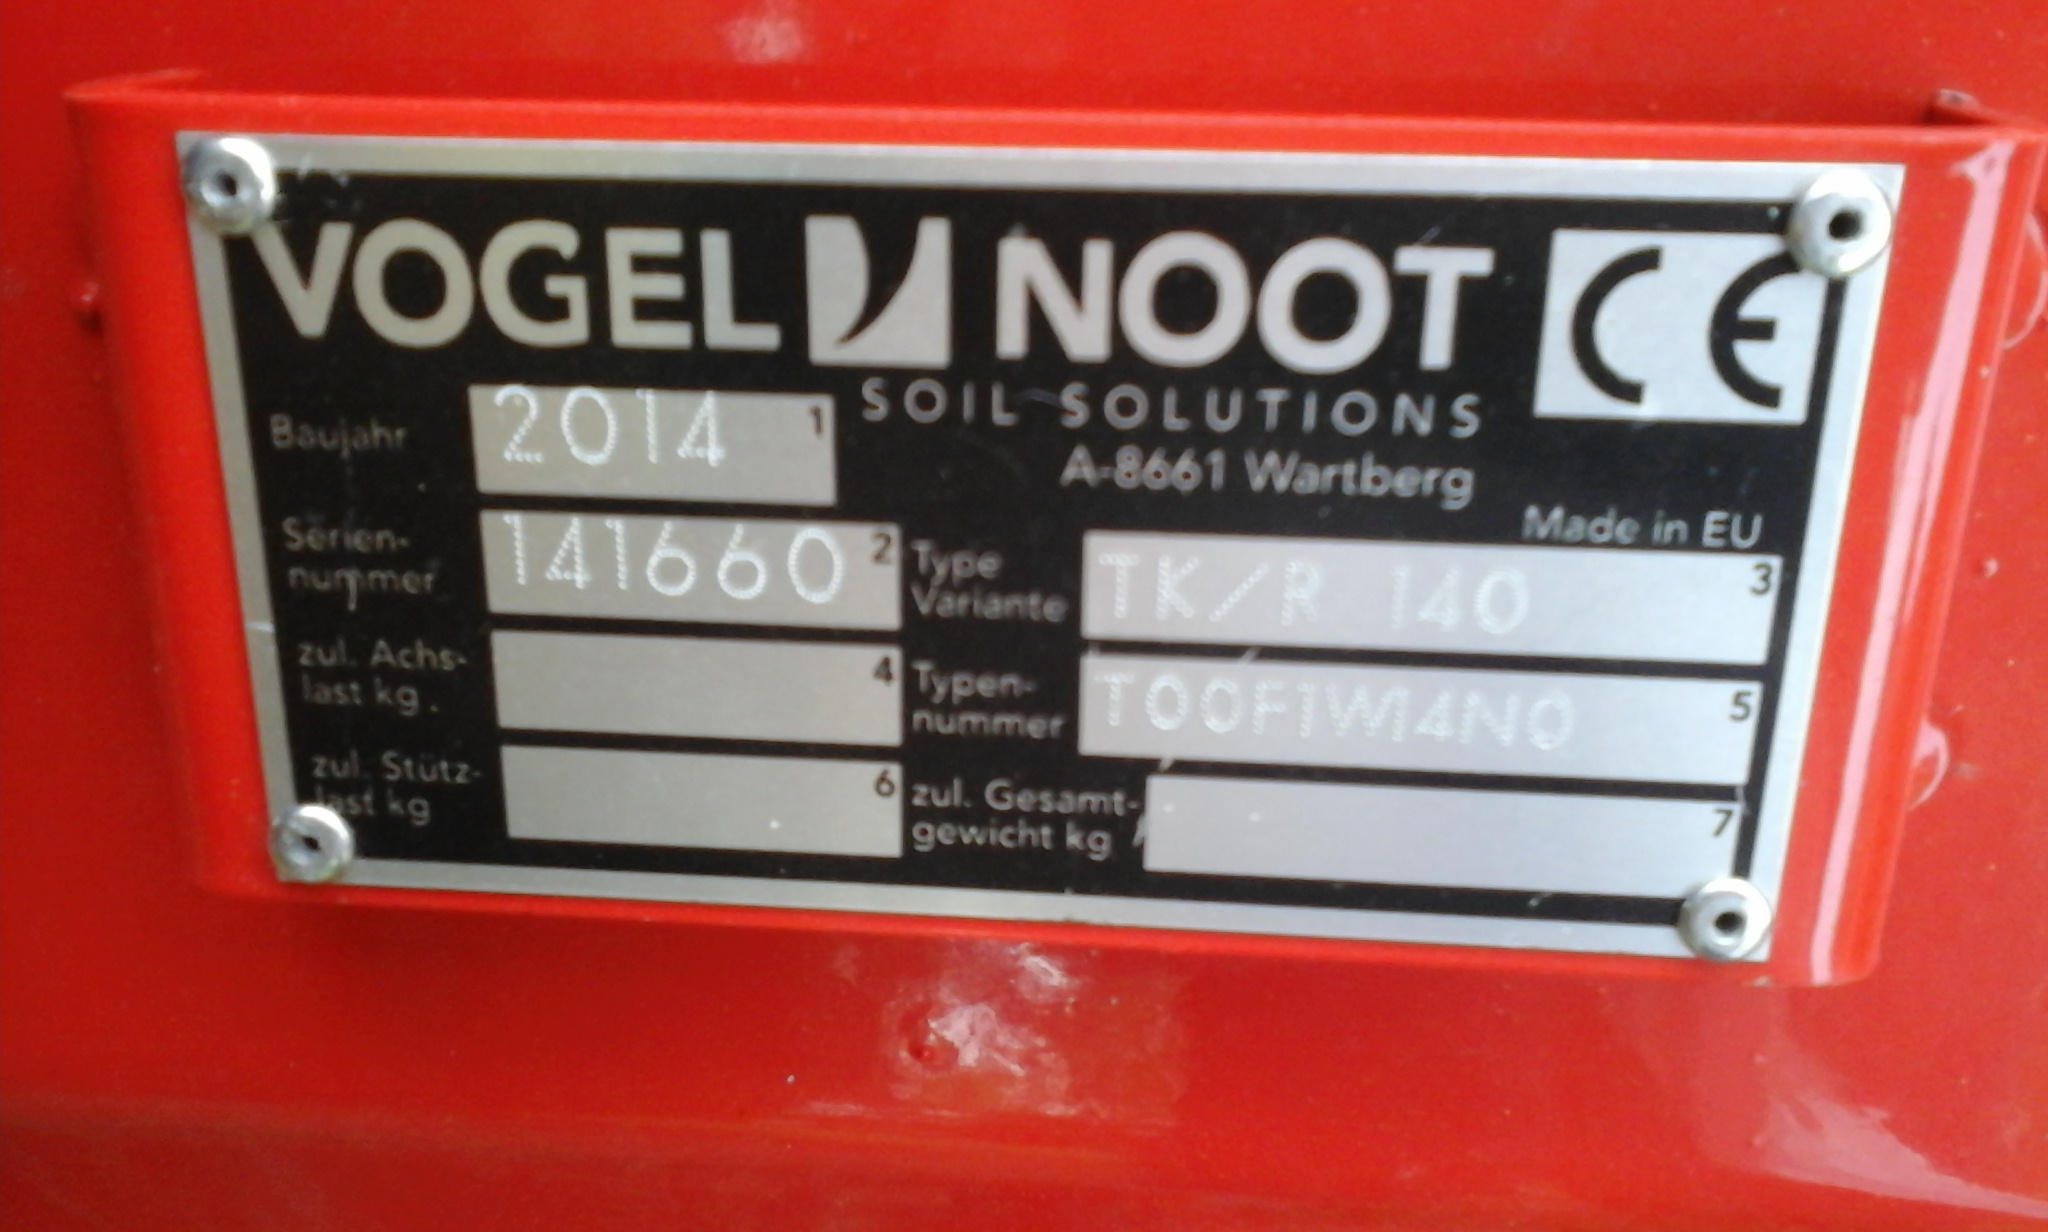 VOGEL NOOT CE
SOIL SOLUTIONS
A-8661 Wartberg
Made in EU
Baujahr 2014 1
Serien-
nummer 141660 2
Type
Variante TK/R 140 3
zul. Achs-
last kg 4
Typen-
nummer T00F1W14N0 5
zul. Stütz-
last kg 6
zul. Gesamt-
gewicht kg 7